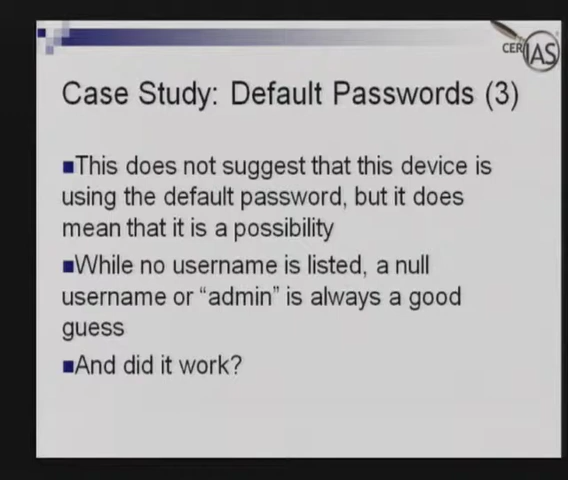 CERIAS
Case Study: Default Passwords (3)
■This does not suggest that this device is
using the default password, but it does
mean that it is a possibility
■While no username is listed, a null
username or “admin” is always a good
guess
■And did it work?